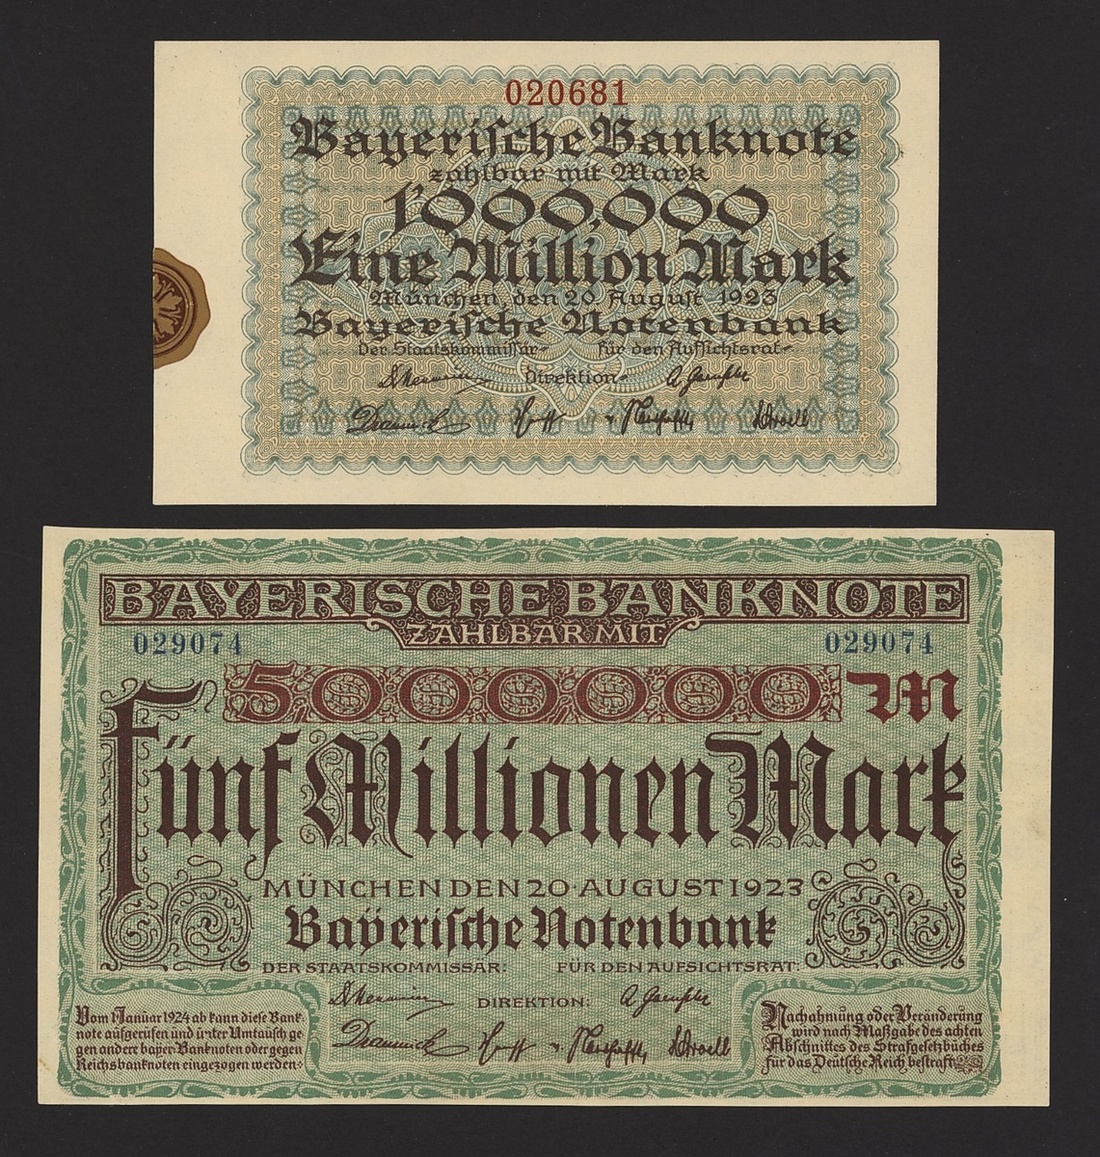 020681
Bayerische Banknote
zahlbar mit Mark
1'000,000
Eine Million Mark
München, den 20. August 1923
Bayerische Notenbank
Der Staatskommissär- Für den Aufsichtsrat-
Direktion-
BAYERISCHE BANKNOTE
ZAHLBAR MIT
029074 029074
5000000 M
Fünf Millionen Mark
MÜNCHEN DEN 20·AUGUST 1923
Bayerische Notenbank
DER STAATSKOMMISSAR: FÜR DEN AUFSICHTSRAT:
DIREKTION:
Vom 1 Januar 1924 ab kann diese Bank-
note aufgerufen und unter Umtausch ge-
gen andere bayer·Banknoten oder gegen
Reichsbanknoten eingezogen werden·
Nachahmung oder Veränderung
wird nach Maßgabe des achten
Abschnittes des Strafgesetzbuches
für das Deutsche Reich bestraft